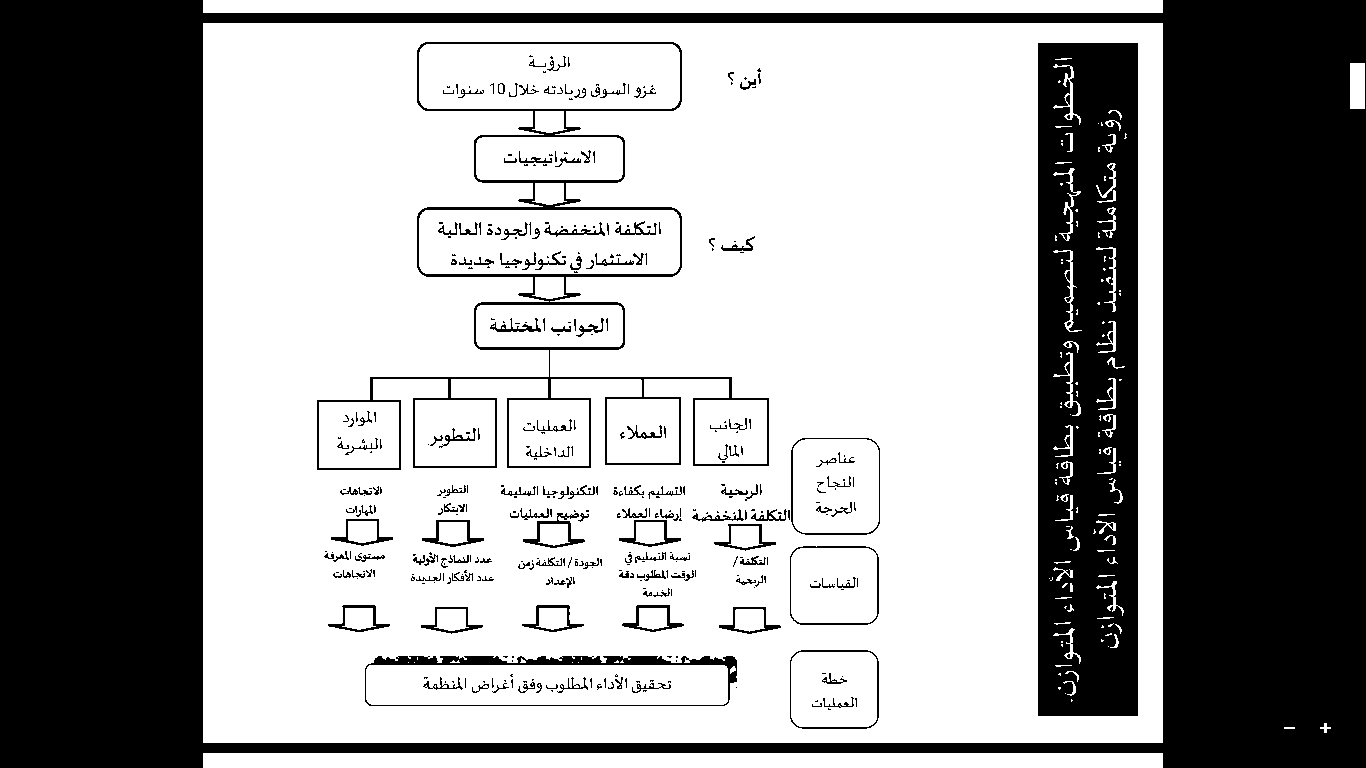 الخطوات المنهجية لتصميم وتطبيق بطاقة قياس الأداء المتوازن.
رؤية متكاملة لتنفيذ نظام بطاقة قياس الأداء المتوازن
أين ؟
الرؤية
غزو السوق وريادته خلال 10 سنوات
الاستراتيجيات
كيف ؟
التكلفة المنخفضة والجودة العالية
الاستثمار في تكنولوجيا جديدة
الجوانب المختلفة
الجانب
المالي
العملاء
العمليات
الداخلية
التطوير
الموارد
البشرية
عناصر
النجاح
الحرجة
الربحية
التكلفة المنخفضة
التسليم بكفاءة
إرضاء العملاء
التكنولوجيا السليمة
توضيح العمليات
التطوير
الابتكار
الاتجاهات
المهارات
القياسات
التكلفة /
الربحية
نسبة التسليم في
الوقت المطلوب دقة
الخدمة
الجودة / التكلفة زمن
الإعداد
عدد النماذج الأولية
عدد الأفكار الجديدة
مستوى المعرفة
الاتجاهات
خطة
العمليات
تحقيق الأداء المطلوب وفق أغراض المنظمة